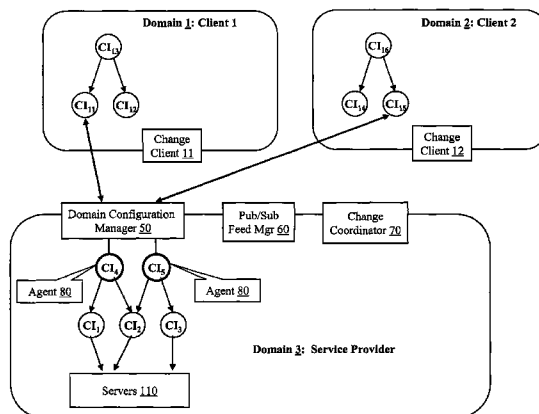 Domain 1: Client 1
CI13
CI11
CI12
Change
Client 11
Domain 2: Client 2
CI16
CI14
CI15
Change
Client 12
Domain Configuration
Manager 50
Pub/Sub
Feed Mgr 60
Change
Coordinator 70
CI4
CI5
Agent 80
Agent 80
CI1
CI2
CI3
Domain 3: Service Provider
Servers 110